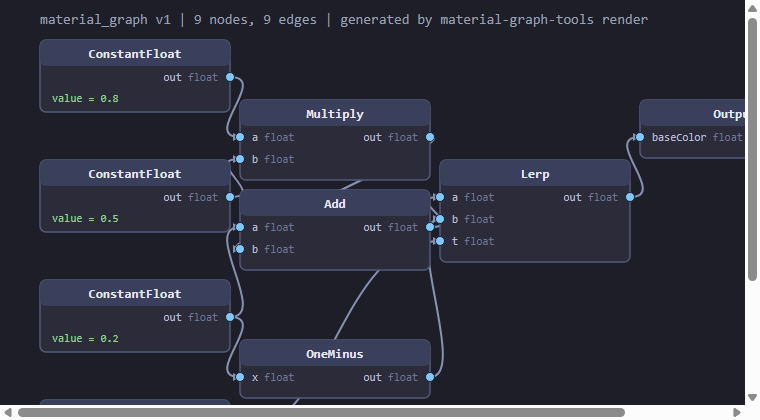 material_graph v1 | 9 nodes, 9 edges | generated by material-graph-tools render
ConstantFloat
out float
value = 0.8
Multiply
a float out float
b float
ConstantFloat
out float
value = 0.5
Add
a float out float
b float
Lerp
a float out float
b float
t float
Outpu
baseColor float
ConstantFloat
out float
value = 0.2
OneMinus
x float out float